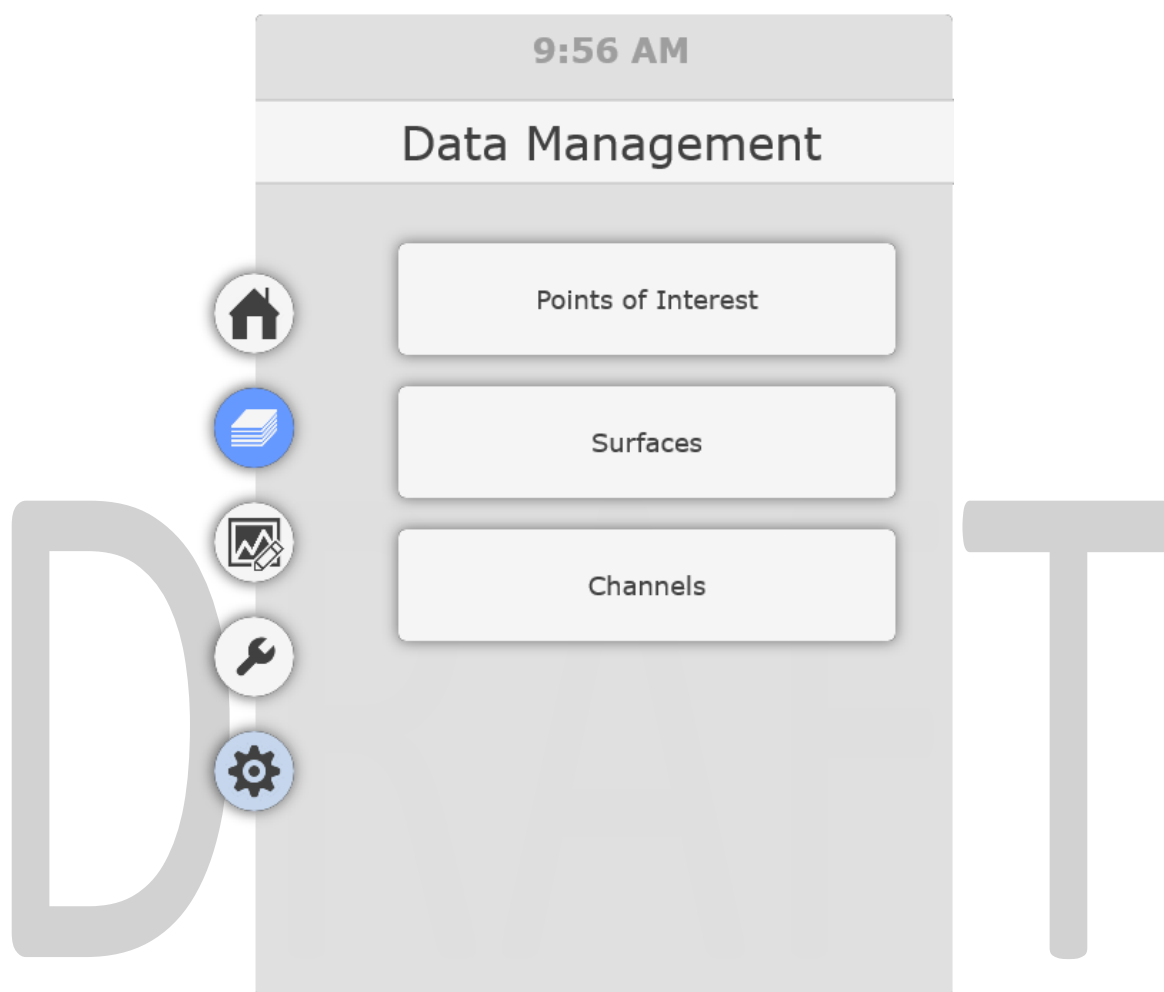 9:56 AM
Data Management
Points of Interest
Surfaces
Channels
DRAFT